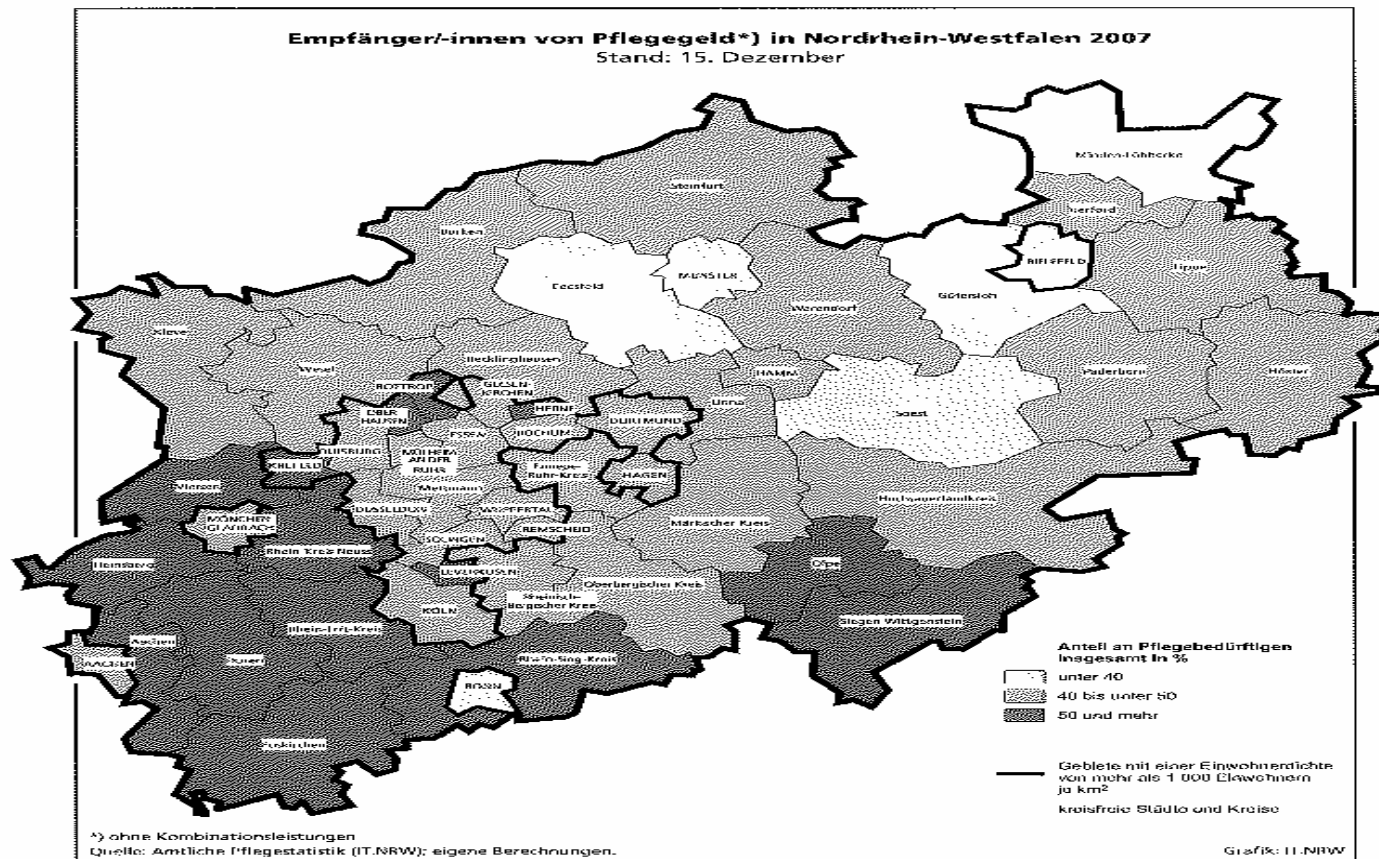 Empfänger/-innen von Pflegegeld*) in Nordrhein-Westfalen 2007
Stand: 15. Dezember
Minden-Lübbecke
Steinfurt
Herford
Borken
BIELEFELD
Lippe
MÜNSTER
Coesfeld
Gütersloh
Warendorf
Kleve
Recklinghausen
Wesel
HAMM
Paderborn
Höxter
BOTTROP
GELSEN-
KIRCHEN
Unna
Soest
OBER
HAUSEN
HERNE
DORTMUND
ESSEN
BOCHUM
DUISBURG
MÜLHEIM
AN DER
RUHR
KREFELD
Ennepe-
Ruhr-Kreis
HAGEN
Viersen
Mettmann
Hochsauerlandkreis
DÜSSELDORF
WUPPERTAL
MÖNCHEN
GLADBACH
Märkischer Kreis
REMSCHEID
SOLINGEN
Rhein-Kreis Neuss
Heinsberg
LEVERKUSEN
Olpe
Oberbergischer Kreis
Rheinisch-
Bergischer Kreis
KÖLN
Siegen-Wittgenstein
Rhein-Erft-Kreis
Aachen
Düren
AACHEN
Rhein-Sieg-Kreis
BONN
Euskirchen
Anteil an Pflegebedürftigen
insgesamt in %
unter 40
40 bis unter 50
50 und mehr
Gebiete mit einer Einwohnerdichte
von mehr als 1 000 Einwohnern
je km²
kreisfreie Städte und Kreise
*) ohne Kombinationsleistungen
Quelle: Amtliche Pflegestatistik (IT.NRW); eigene Berechnungen.
Grafik: IT.NRW